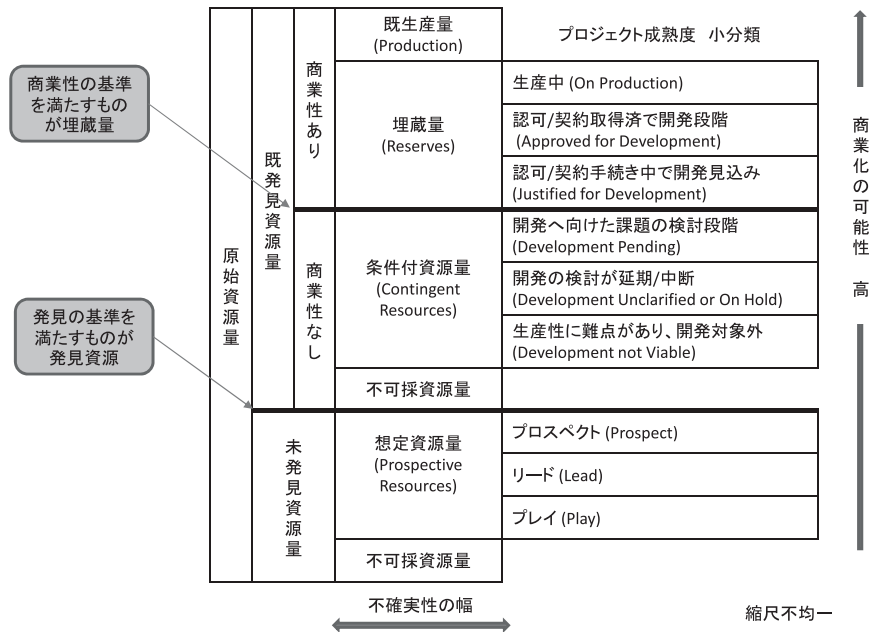 既生産量
(Production)
プロジェクト成熟度 小分類
商業性の基準
を満たすもの
が埋蔵量
商業性あり
埋蔵量
(Reserves)
生産中 (On Production)
認可/契約取得済で開発段階
(Approved for Development)
認可/契約手続き中で開発見込み
(Justified for Development)
商業化の可能性 高
既発見資源量
原始資源量
商業性なし
条件付資源量
(Contingent
Resources)
開発へ向けた課題の検討段階
(Development Pending)
開発の検討が延期/中断
(Development Unclarified or On Hold)
生産性に難点があり、開発対象外
(Development not Viable)
発見の基準を
満たすものが
発見資源
不可採資源量
未発見資源量
想定資源量
(Prospective
Resources)
プロスペクト (Prospect)
リード (Lead)
プレイ (Play)
不可採資源量
不確実性の幅
縮尺不均一